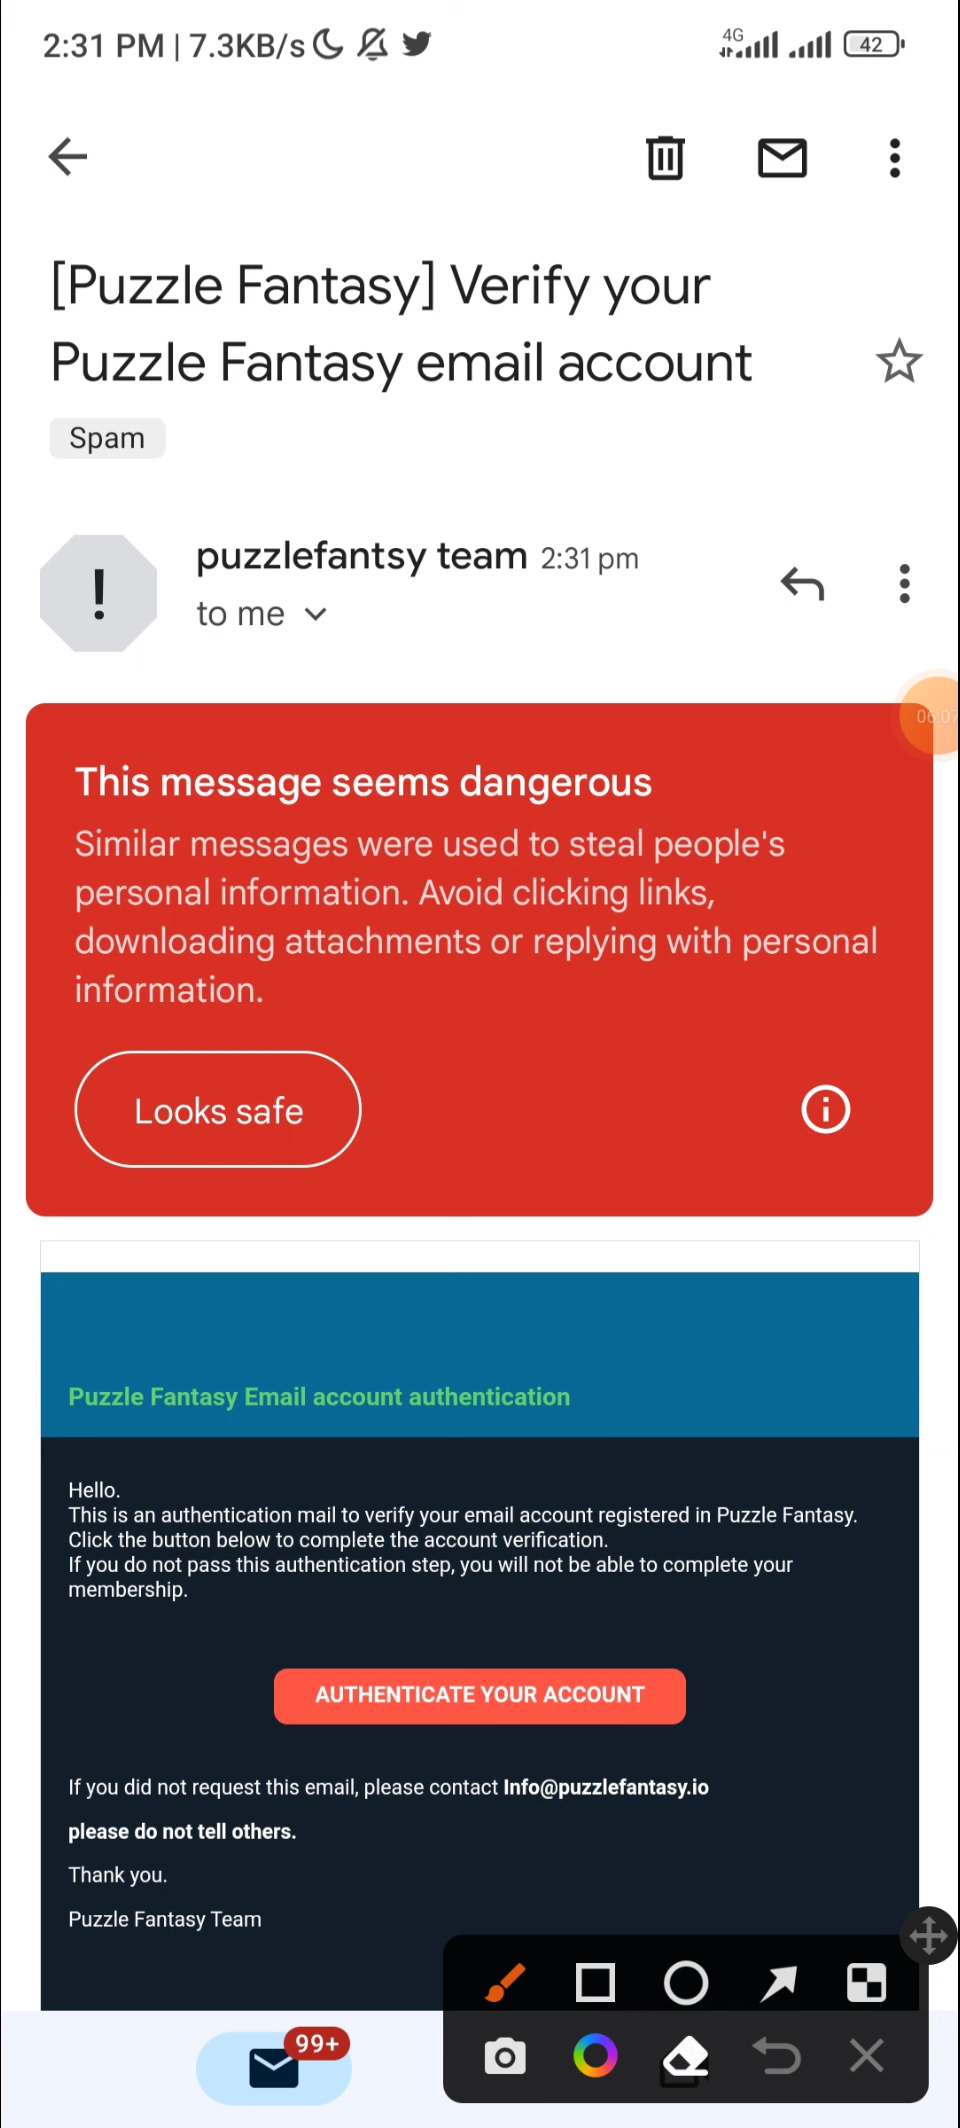 2:31 PM | 7.3KB/s 4G 42
[Puzzle Fantasy] Verify your
Puzzle Fantasy email account
Spam
!
puzzlefantsy team 2:31 pm
to me
06:07
This message seems dangerous
Similar messages were used to steal people's
personal information. Avoid clicking links,
downloading attachments or replying with personal
information.
Looks safe
Puzzle Fantasy Email account authentication
Hello.
This is an authentication mail to verify your email account registered in Puzzle Fantasy.
Click the button below to complete the account verification.
If you do not pass this authentication step, you will not be able to complete your
membership.
AUTHENTICATE YOUR ACCOUNT
If you did not request this email, please contact Info@puzzlefantasy.io
please do not tell others.
Thank you.
Puzzle Fantasy Team
99+